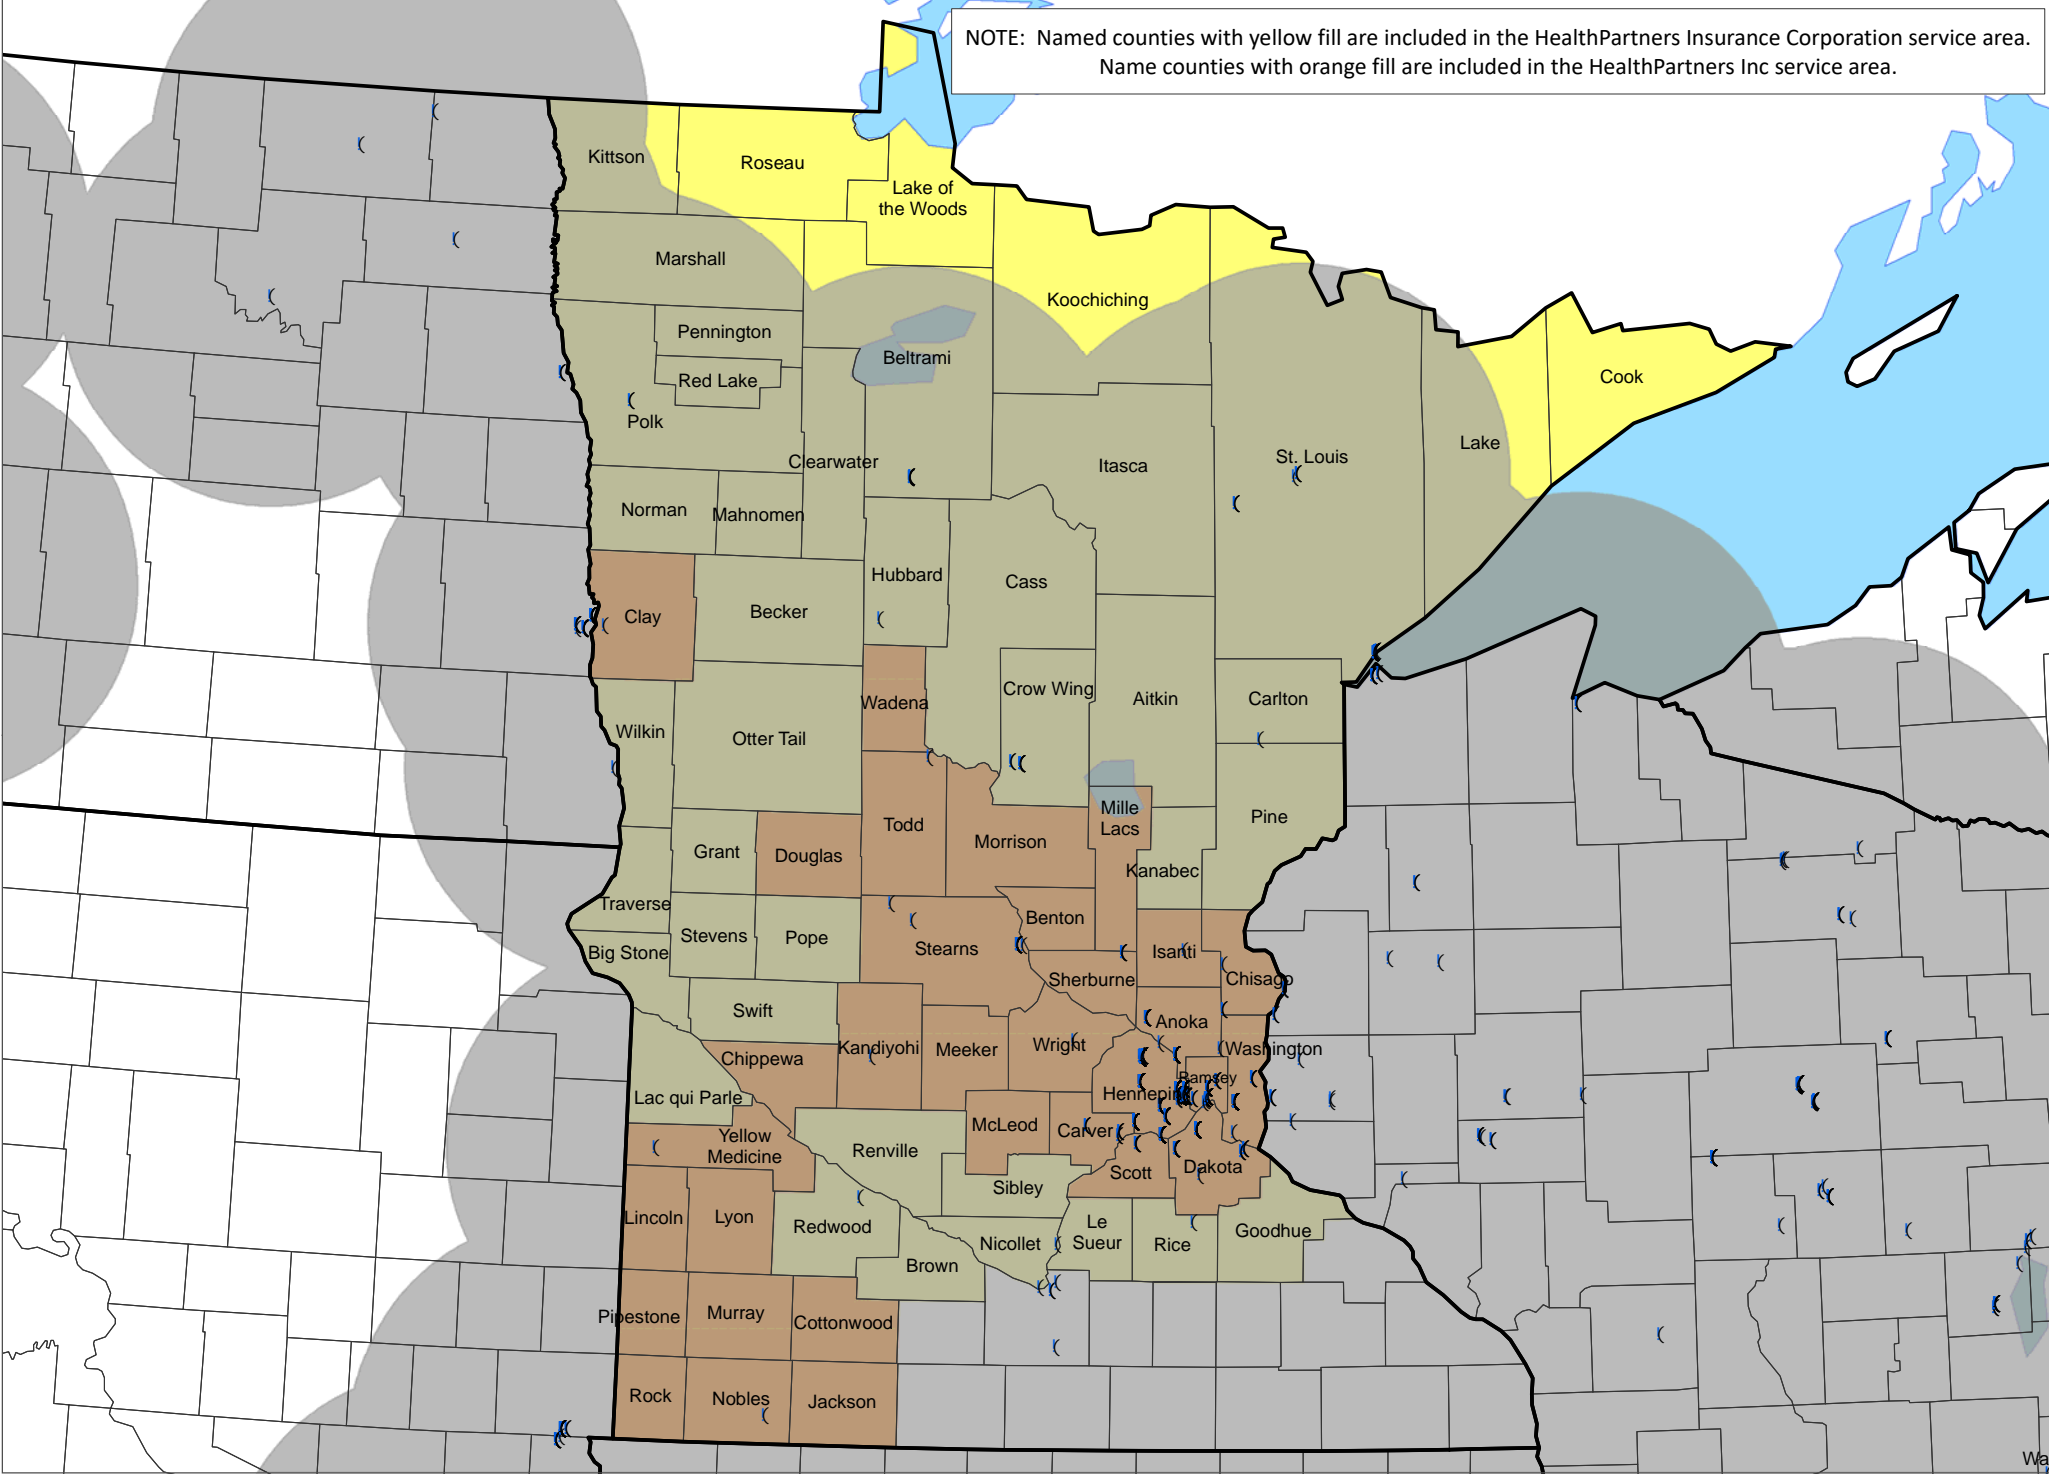 NOTE: Named counties with yellow fill are included in the HealthPartners Insurance Corporation service area.
Name counties with orange fill are included in the HealthPartners Inc service area.
Kittson
Roseau
Lake of
the Woods
Marshall
Koochiching
Pennington
Beltrami
Red Lake
Cook
Polk
Lake
Clearwater
Itasca
St. Louis
Norman
Mahnomen
Hubbard
Cass
Clay
Becker
Wadena
Crow Wing
Aitkin
Carlton
Wilkin
Otter Tail
Mille
Lacs
Pine
Todd
Morrison
Grant
Douglas
Kanabec
Traverse
Benton
Stevens
Pope
Stearns
Isanti
Big Stone
Sherburne
Chisago
Swift
Anoka
Chippewa
Kandiyohi
Meeker
Wright
Washington
Ramsey
Lac qui Parle
Hennepin
McLeod
Carver
Yellow
Medicine
Renville
Scott
Dakota
Sibley
Lincoln
Lyon
Redwood
Le
Sueur
Nicollet
Rice
Goodhue
Brown
Pipestone
Murray
Cottonwood
Rock
Nobles
Jackson
Wa